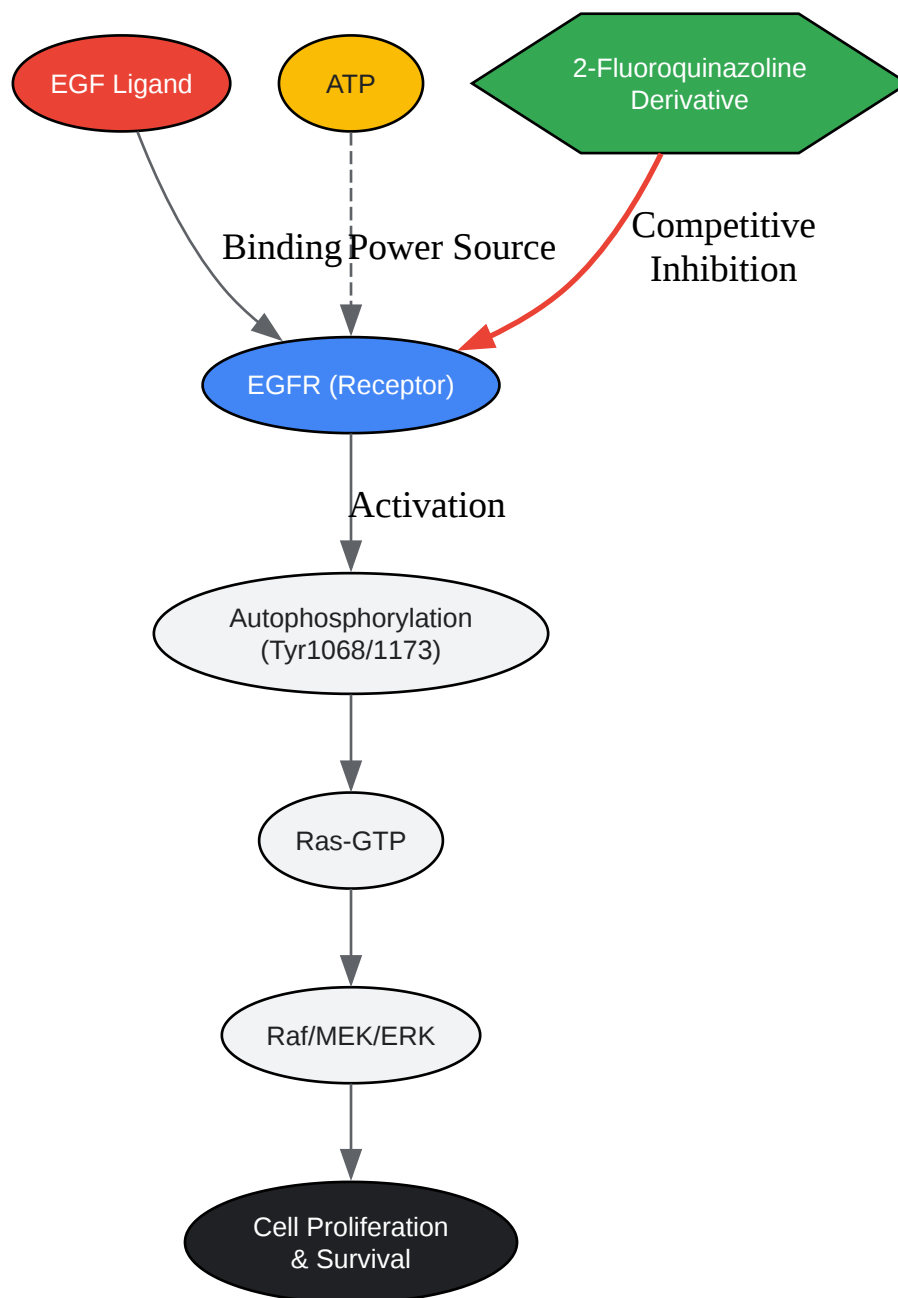 EGF Ligand
ATP
2-Fluoroquinazoline
Derivative
Binding
Power Source
Competitive
Inhibition
EGFR (Receptor)
Activation
Autophosphorylation
(Tyr1068/1173)
Ras-GTP
Raf/MEK/ERK
Cell Proliferation
& Survival